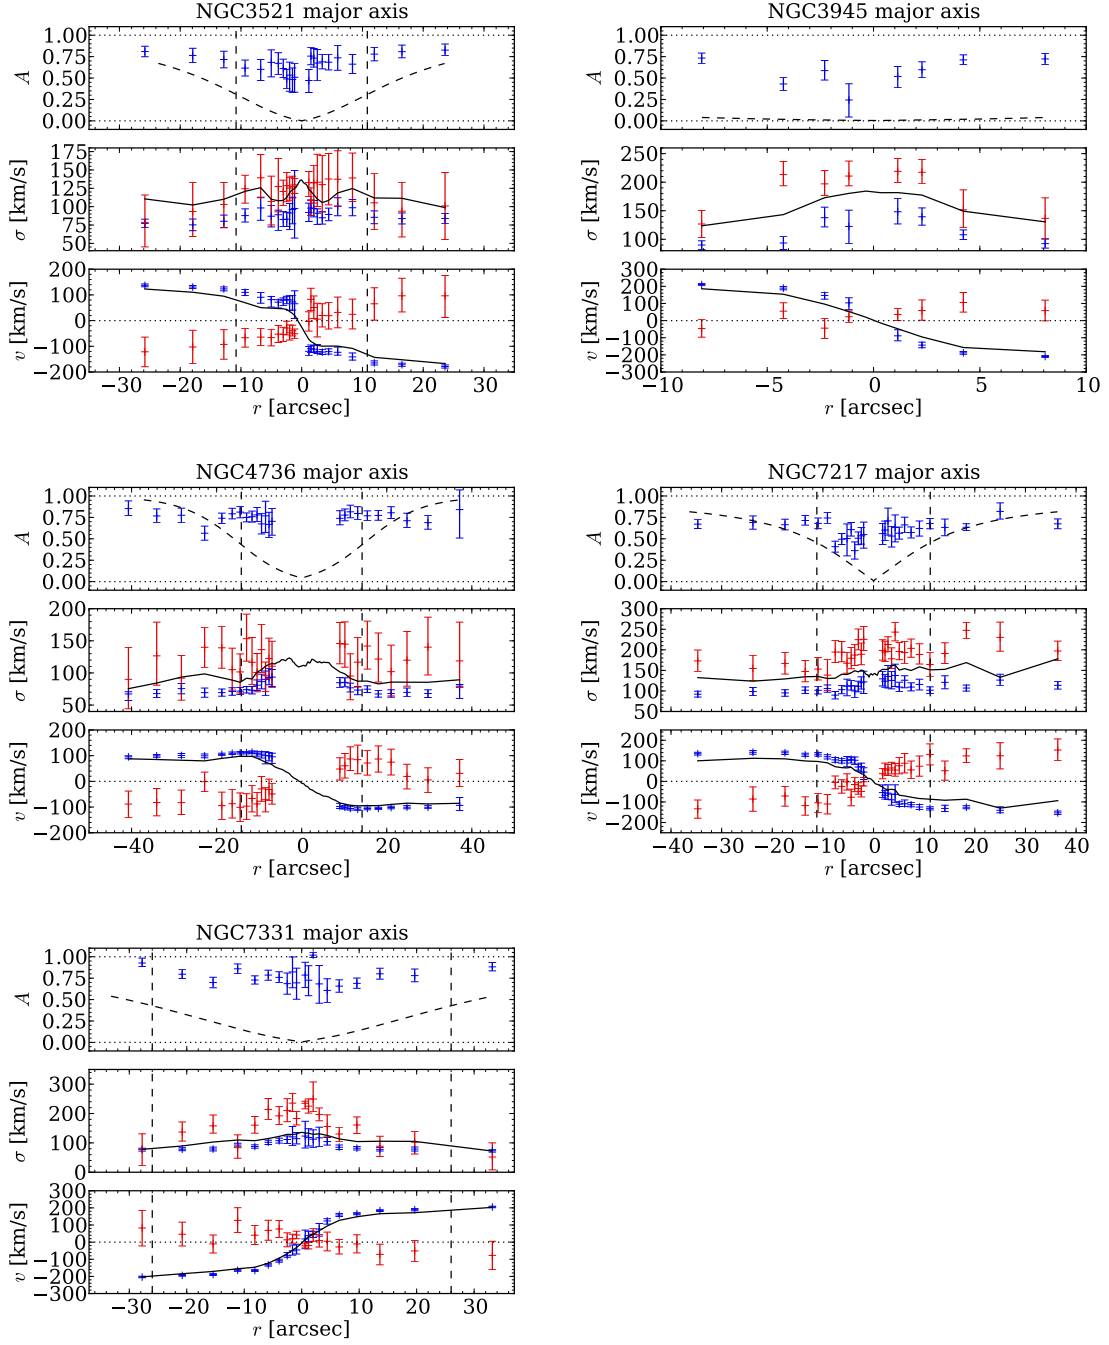 NGC3521 major axis
1.00
0.75
0.50
0.25
0.00
A
175
150
125
100
75
50
σ [km/s]
200
100
0
−100
−200
v [km/s]
−30 −20 −10 0 10 20 30
r [arcsec]
NGC3945 major axis
1.00
0.75
0.50
0.25
0.00
A
250
200
150
100
σ [km/s]
300
200
100
0
−100
−200
−300
v [km/s]
−10 −5 0 5 10
r [arcsec]
NGC4736 major axis
1.00
0.75
0.50
0.25
0.00
A
200
150
100
50
σ [km/s]
200
100
0
−100
−200
v [km/s]
−40 −20 0 20 40
r [arcsec]
NGC7217 major axis
1.00
0.75
0.50
0.25
0.00
A
300
250
200
150
100
50
σ [km/s]
200
100
0
−100
−200
v [km/s]
−40 −30 −20 −10 0 10 20 30 40
r [arcsec]
NGC7331 major axis
1.00
0.75
0.50
0.25
0.00
A
300
200
100
0
σ [km/s]
300
200
100
0
−100
−200
−300
v [km/s]
−30 −20 −10 0 10 20 30
r [arcsec]